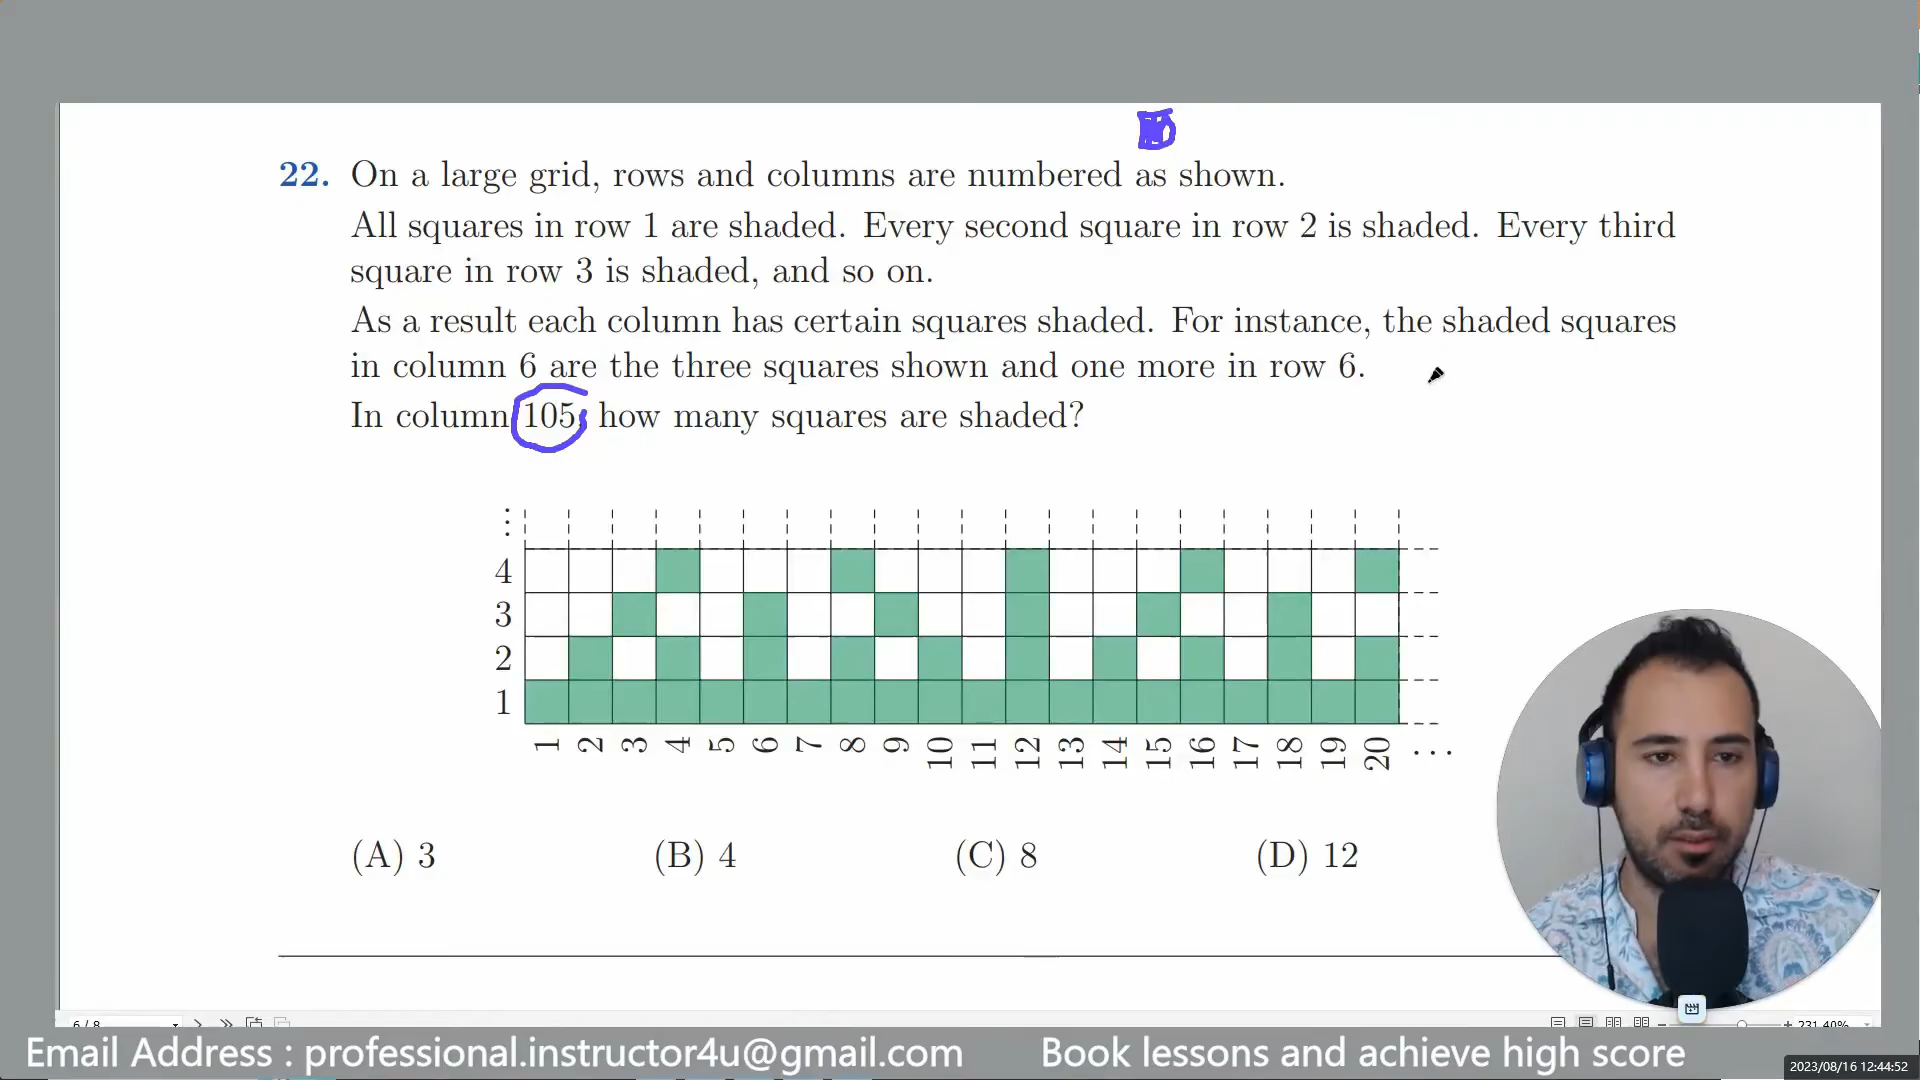 22. On a large grid, rows and columns are numbered as shown.
All squares in row 1 are shaded. Every second square in row 2 is shaded. Every third
square in row 3 is shaded, and so on.
As a result each column has certain squares shaded. For instance, the shaded squares
in column 6 are the three squares shown and one more in row 6.
In column 105, how many squares are shaded?
⋮
4
3
2
1
1 2 3 4 5 6 7 8 9 10 11 12 13 14 15 16 17 18 19 20 ...
(A) 3 (B) 4 (C) 8 (D) 12
6 / 8 231.40%
Email Address : professional.instructor4u@gmail.com Book lessons and achieve high score
2023/08/16 12:44:52